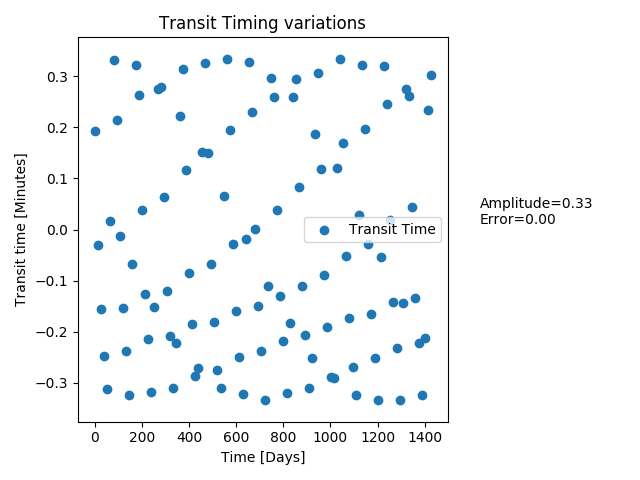 Transit Timing variations
Transit time [Minutes]
0.3
0.2
0.1
0.0
−0.1
−0.2
−0.3
Transit Time
Amplitude=0.33
Error=0.00
0 200 400 600 800 1000 1200 1400
Time [Days]